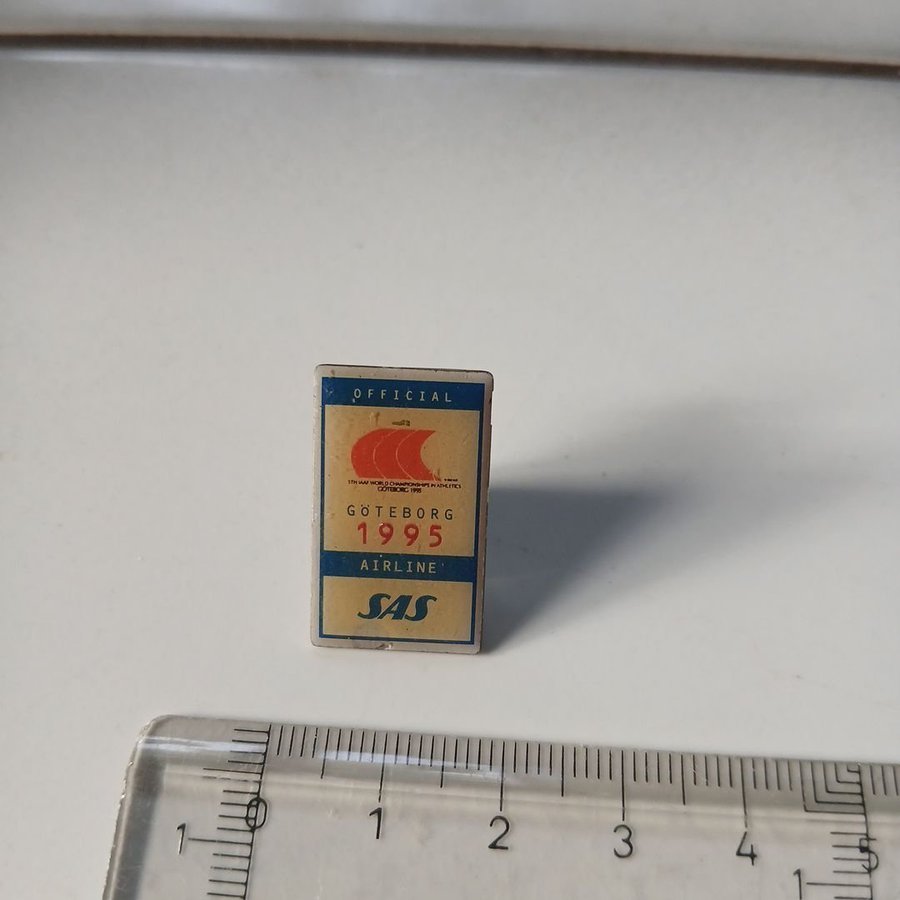 OFFICIAL
5TH IAAF WORLD CHAMPIONSHIPS IN ATHLETICS
GÖTEBORG 1995
GÖTEBORG
1995
AIRLINE
SAS
0 1 2 3 4 5
1 1